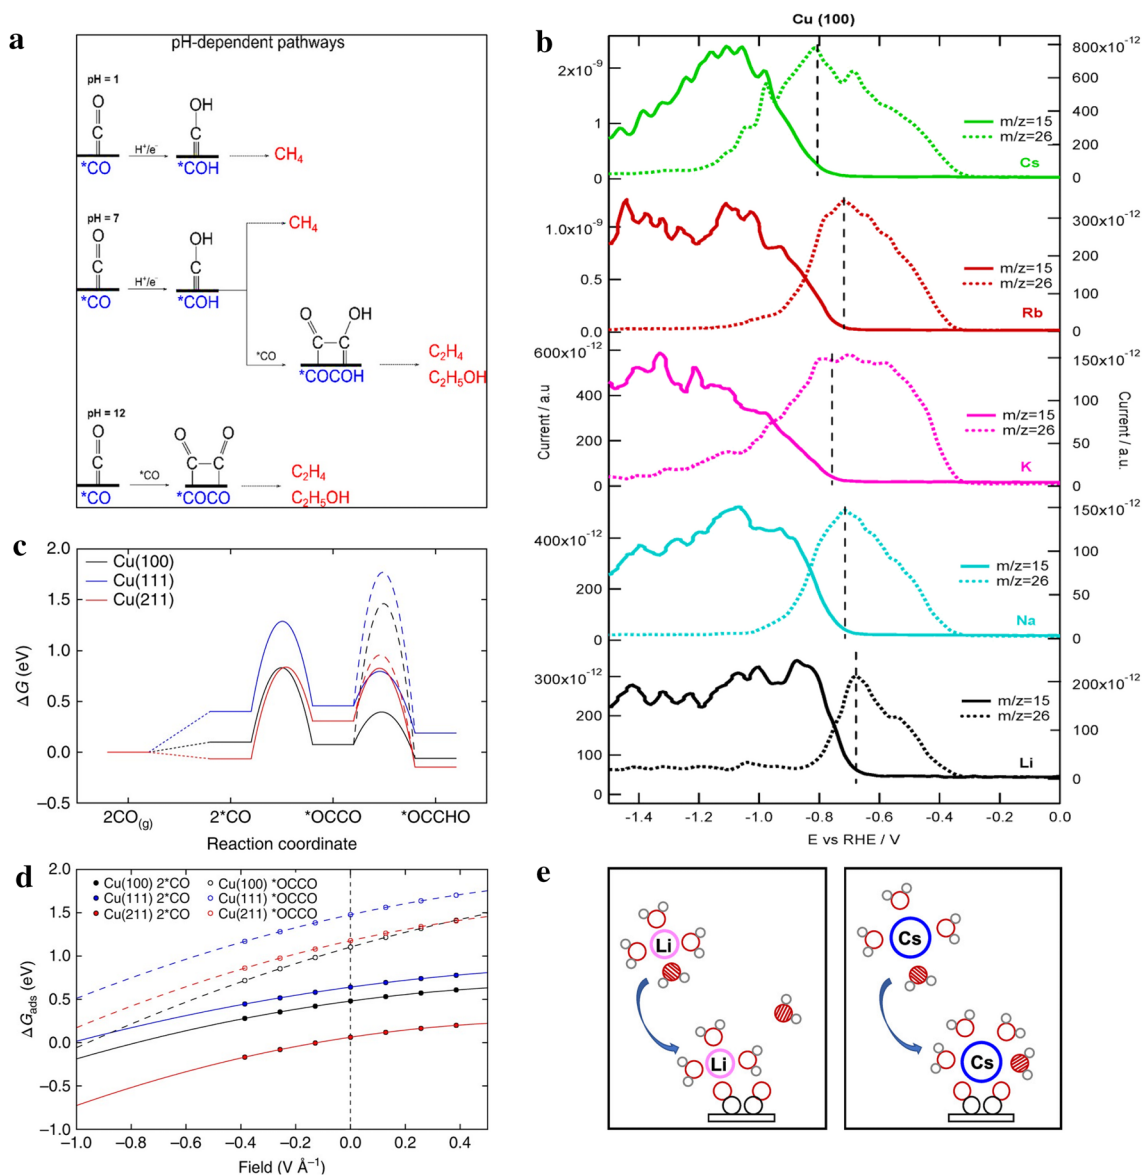 a
pH-dependent pathways
pH = 1
O
C
*CO
H⁺/e⁻
OH
C
*COH
CH₄
pH = 7
O
C
*CO
H⁺/e⁻
OH
C
*COH
CH₄
*CO
O
OH
C
C
*COCOH
C₂H₄
C₂H₅OH
pH = 12
O
C
*CO
*CO
O
O
C
C
*COCO
C₂H₄
C₂H₅OH
b
Cu (100)
2x10⁻⁹
1
0
800x10⁻¹²
600
400
200
0
m/z=15
m/z=26
Cs
1.0x10⁻⁹
0.5
0.0
300x10⁻¹²
200
100
0
m/z=15
m/z=26
Rb
600x10⁻¹²
400
200
0
150x10⁻¹²
100
50
0
m/z=15
m/z=26
K
Current / a.u
Current / a.u.
400x10⁻¹²
200
0
150x10⁻¹²
100
50
0
m/z=15
m/z=26
Na
300x10⁻¹²
200
100
0
200x10⁻¹²
100
0
m/z=15
m/z=26
Li
-1.4
-1.2
-1.0
-0.8
-0.6
-0.4
-0.2
0.0
E vs RHE / V
c
2.0
1.5
1.0
0.5
0.0
–0.5
ΔG (eV)
Cu(100)
Cu(111)
Cu(211)
2CO(g)
2*CO
*OCCO
*OCCHO
Reaction coordinate
d
2.0
1.5
1.0
0.5
0.0
–0.5
–1.0
ΔGads (eV)
Cu(100) 2*CO
Cu(111) 2*CO
Cu(211) 2*CO
Cu(100) *OCCO
Cu(111) *OCCO
Cu(211) *OCCO
–1.0
–0.8
–0.6
–0.4
–0.2
0.0
0.2
0.4
Field (V Å⁻¹)
e
Li
Li
Cs
Cs